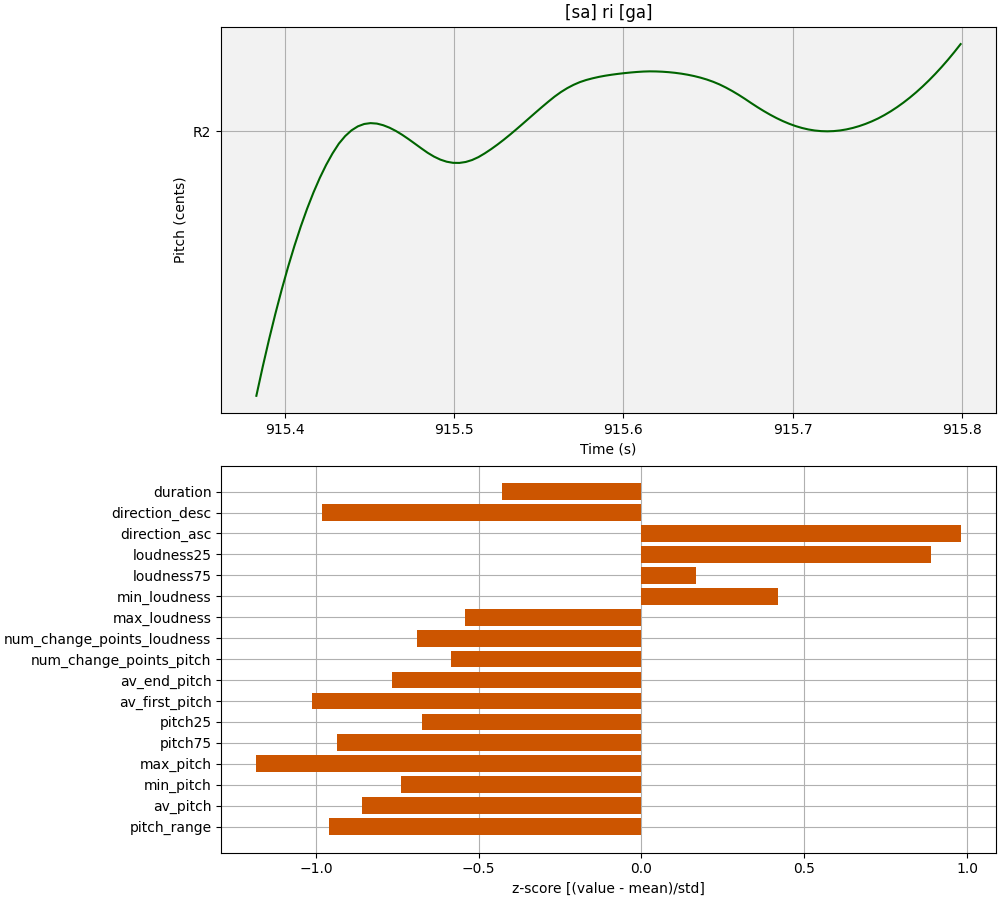 [sa] ri [ga]
R2
Pitch (cents)
915.4 915.5 915.6 915.7 915.8
Time (s)
duration
direction_desc
direction_asc
loudness25
loudness75
min_loudness
max_loudness
num_change_points_loudness
num_change_points_pitch
av_end_pitch
av_first_pitch
pitch25
pitch75
max_pitch
min_pitch
av_pitch
pitch_range
−1.0 −0.5 0.0 0.5 1.0
z-score [(value - mean)/std]